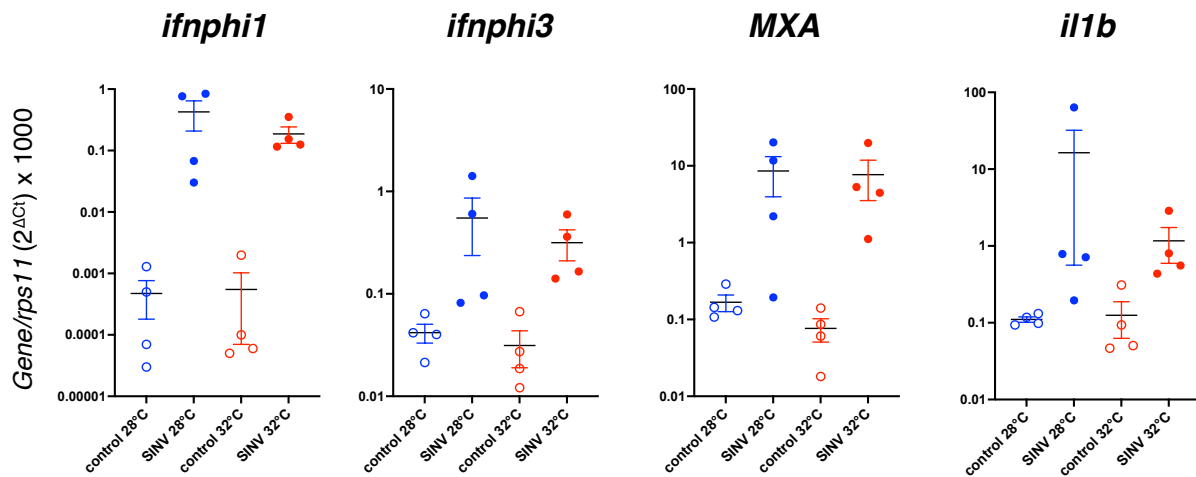 ifnphi1
ifnphi3
MXA
il1b
Gene/rps11 (2^ΔCt) x 1000
1
0.1
0.01
0.001
0.0001
0.00001
control 28°C
SINV 28°C
control 32°C
SINV 32°C
10
1
0.1
0.01
control 28°C
SINV 28°C
control 32°C
SINV 32°C
100
10
1
0.1
0.01
control 28°C
SINV 28°C
control 32°C
SINV 32°C
100
10
1
0.1
0.01
control 28°C
SINV 28°C
control 32°C
SINV 32°C